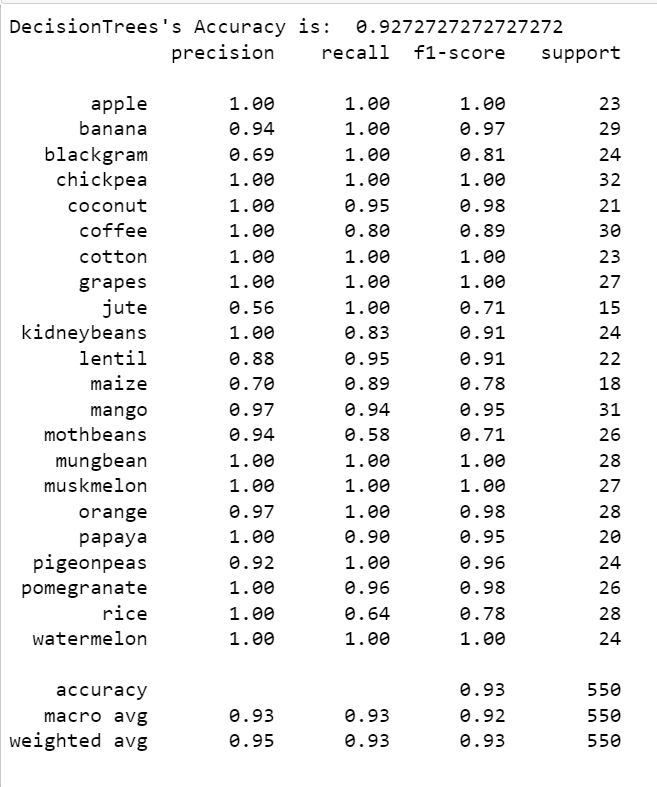 DecisionTrees's Accuracy is:  0.9272727272727272
              precision    recall  f1-score   support

       apple       1.00      1.00      1.00        23
      banana       0.94      1.00      0.97        29
   blackgram       0.69      1.00      0.81        24
    chickpea       1.00      1.00      1.00        32
     coconut       1.00      0.95      0.98        21
      coffee       1.00      0.80      0.89        30
      cotton       1.00      1.00      1.00        23
      grapes       1.00      1.00      1.00        27
        jute       0.56      1.00      0.71        15
 kidneybeans       1.00      0.83      0.91        24
      lentil       0.88      0.95      0.91        22
       maize       0.70      0.89      0.78        18
       mango       0.97      0.94      0.95        31
   mothbeans       0.94      0.58      0.71        26
    mungbean       1.00      1.00      1.00        28
   muskmelon       1.00      1.00      1.00        27
      orange       0.97      1.00      0.98        28
      papaya       1.00      0.90      0.95        20
  pigeonpeas       0.92      1.00      0.96        24
 pomegranate       1.00      0.96      0.98        26
        rice       1.00      0.64      0.78        28
  watermelon       1.00      1.00      1.00        24

    accuracy                           0.93       550
   macro avg       0.93      0.93      0.92       550
weighted avg       0.95      0.93      0.93       550